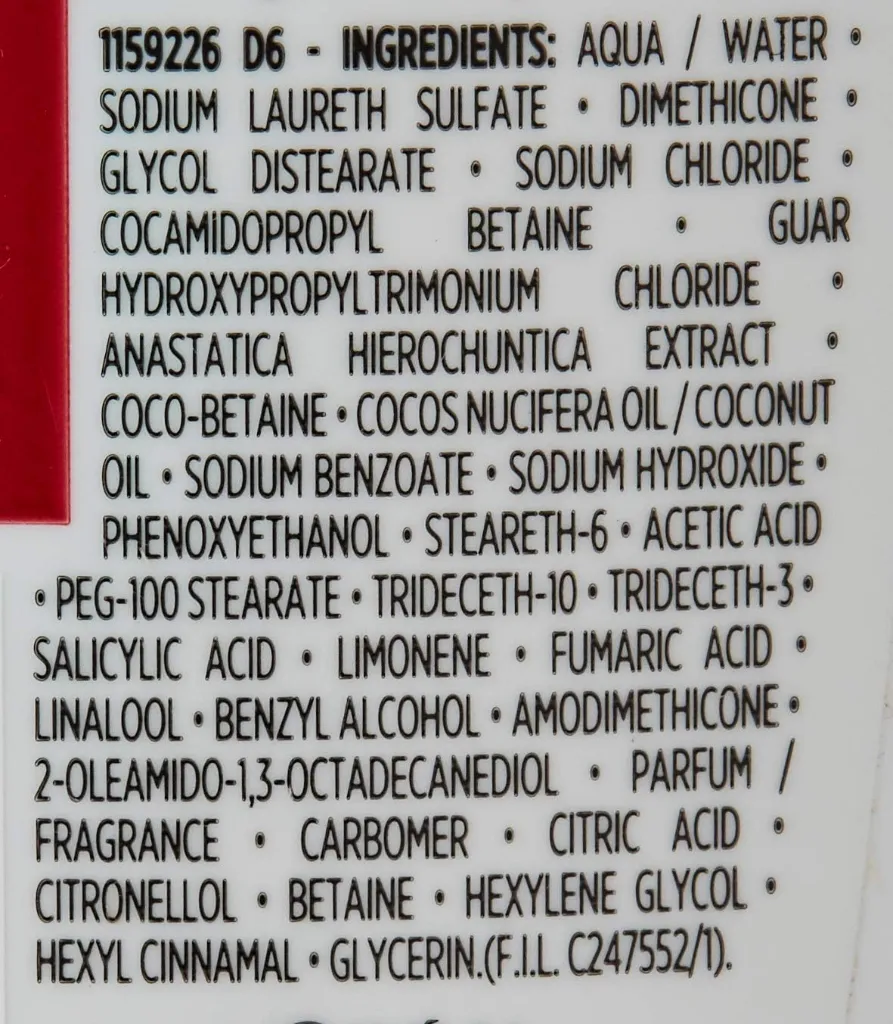 1159226 D6 - INGREDIENTS: AQUA / WATER •
SODIUM LAURETH SULFATE • DIMETHICONE •
GLYCOL DISTEARATE • SODIUM CHLORIDE •
COCAMIDOPROPYL BETAINE • GUAR
HYDROXYPROPYLTRIMONIUM CHLORIDE •
ANASTATICA HIEROCHUNTICA EXTRACT •
COCO-BETAINE • COCOS NUCIFERA OIL / COCONUT
OIL • SODIUM BENZOATE • SODIUM HYDROXIDE •
PHENOXYETHANOL • STEARETH-6 • ACETIC ACID
• PEG-100 STEARATE • TRIDECETH-10 • TRIDECETH-3 •
SALICYLIC ACID • LIMONENE • FUMARIC ACID •
LINALOOL • BENZYL ALCOHOL • AMODIMETHICONE •
2-OLEAMIDO-1,3-OCTADECANEDIOL • PARFUM /
FRAGRANCE • CARBOMER • CITRIC ACID •
CITRONELLOL • BETAINE • HEXYLENE GLYCOL •
HEXYL CINNAMAL • GLYCERIN.(F.I.L. C247552/1).